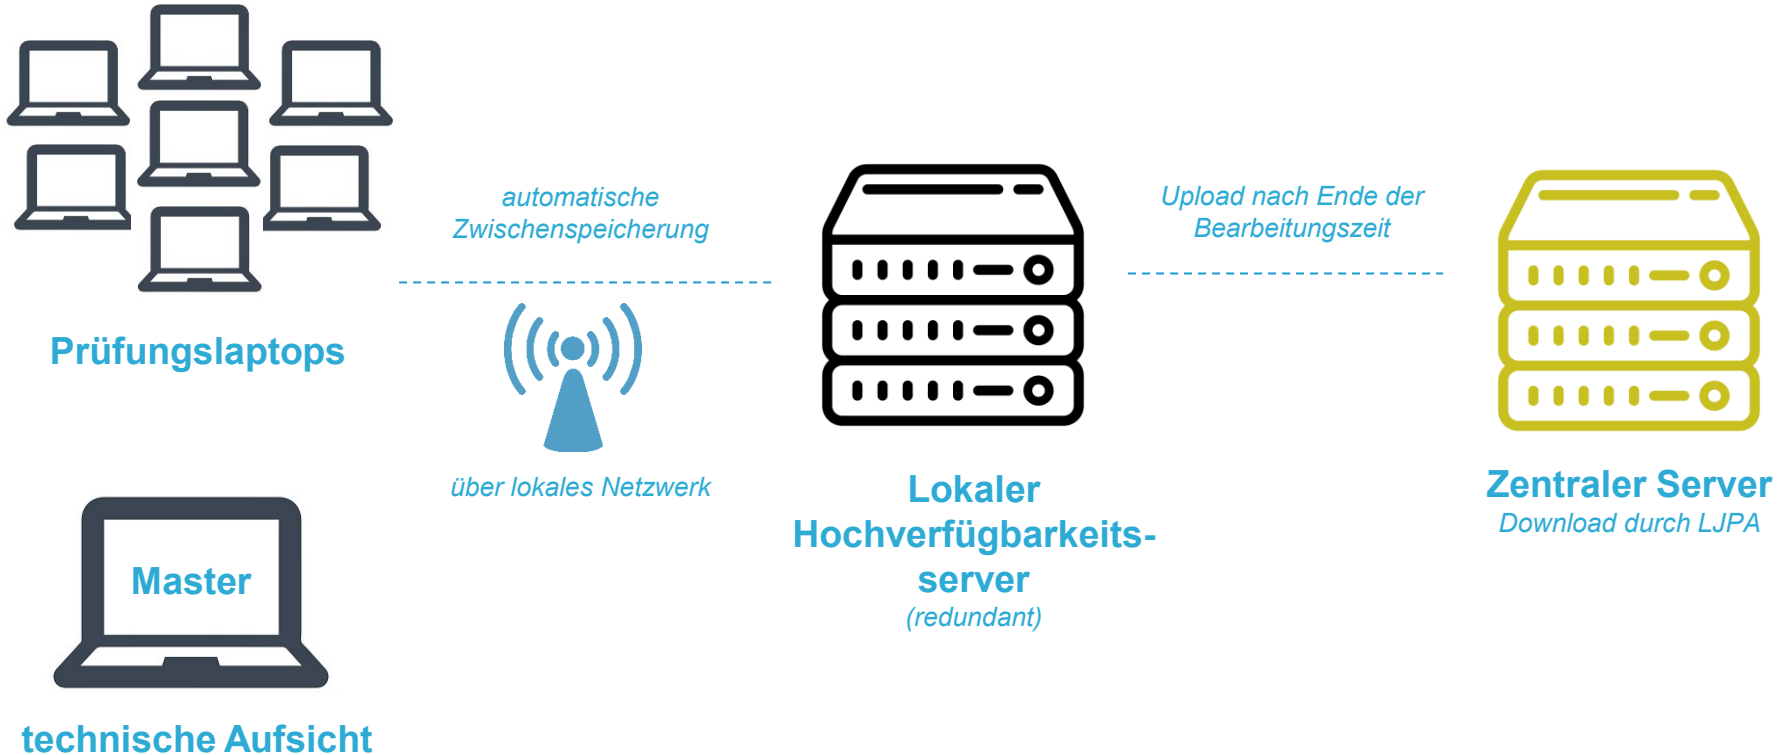 Prüfungslaptops
Master
technische Aufsicht
automatische
Zwischenspeicherung
über lokales Netzwerk
Lokaler
Hochverfügbarkeits-
server
(redundant)
Upload nach Ende der
Bearbeitungszeit
Zentraler Server
Download durch LJPA